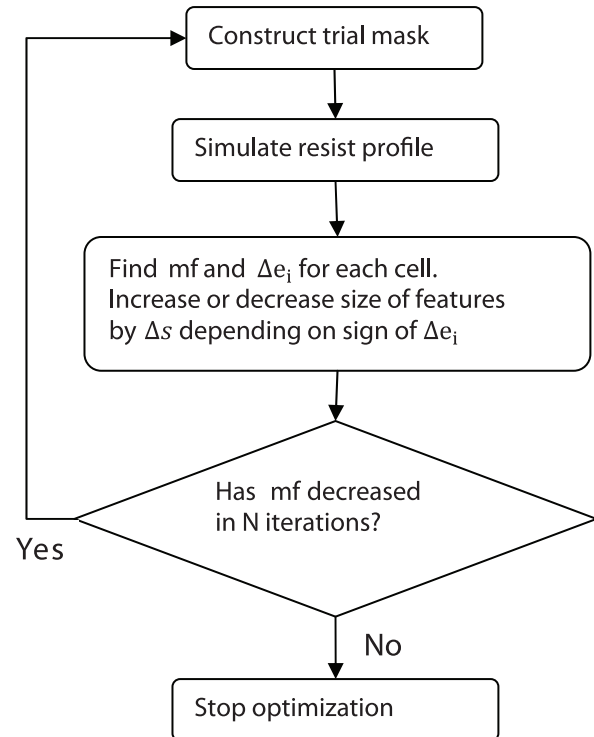 Construct trial mask
Simulate resist profile
Find mf and Δeᵢ for each cell.
Increase or decrease size of features
by Δs depending on sign of Δeᵢ
Has mf decreased
in N iterations?
Yes
No
Stop optimization